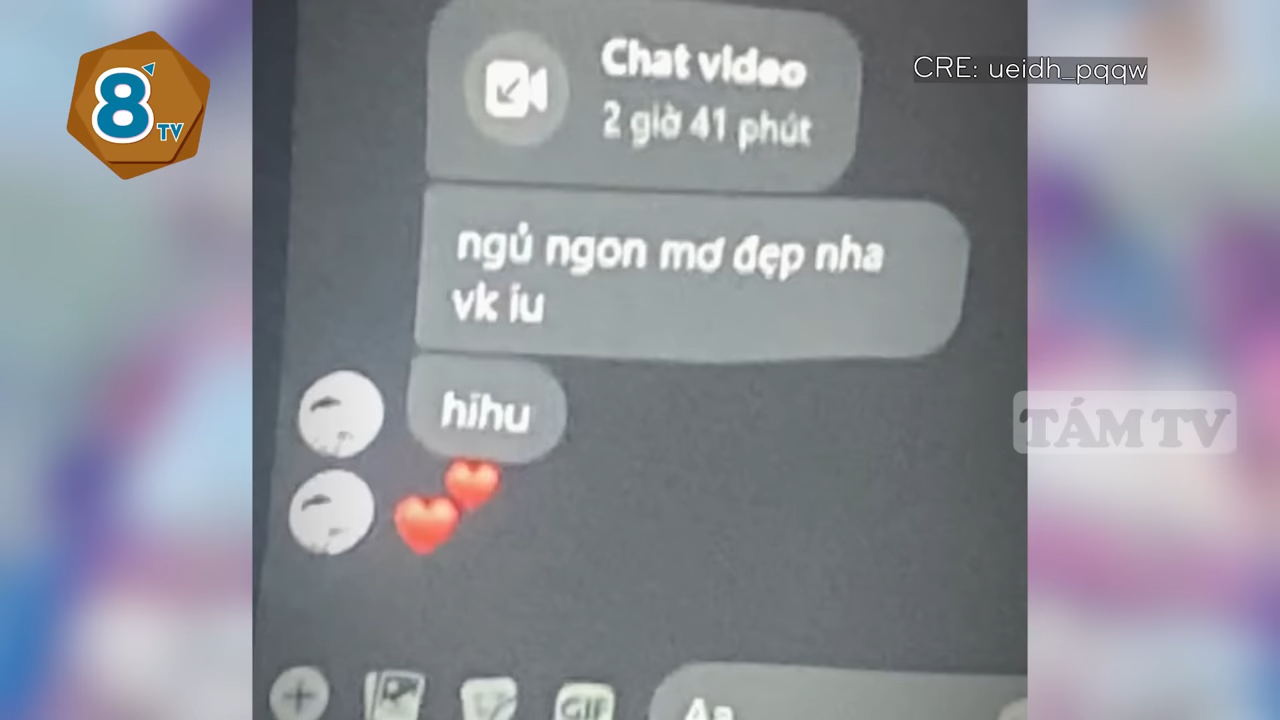 8
TV
CRE: ueidh_pqqw
Chat video
2 giờ 41 phút
ngủ ngon mơ đẹp nha
vk iu
hihu
TÁM TV
GIF
Aa